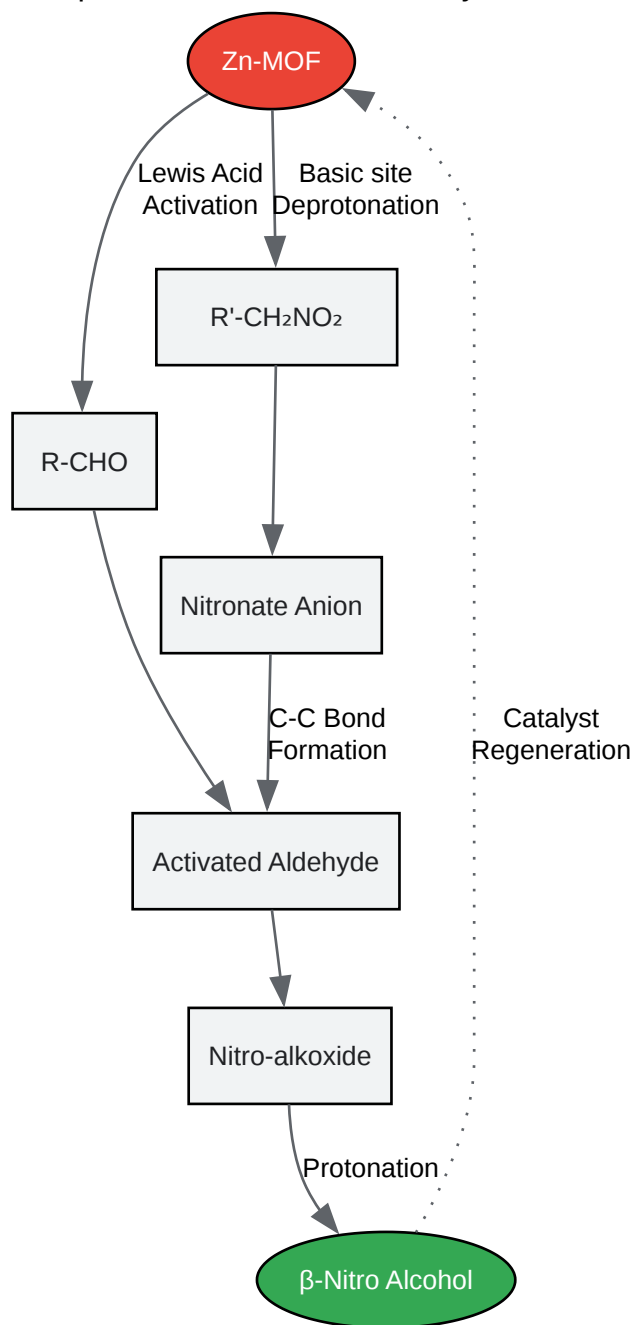 Zn-MOF
Lewis Acid
Activation
Basic site
Deprotonation
R'-CH₂NO₂
R-CHO
Nitronate Anion
C-C Bond
Formation
Catalyst
Regeneration
Activated Aldehyde
Nitro-alkoxide
Protonation
β-Nitro Alcohol